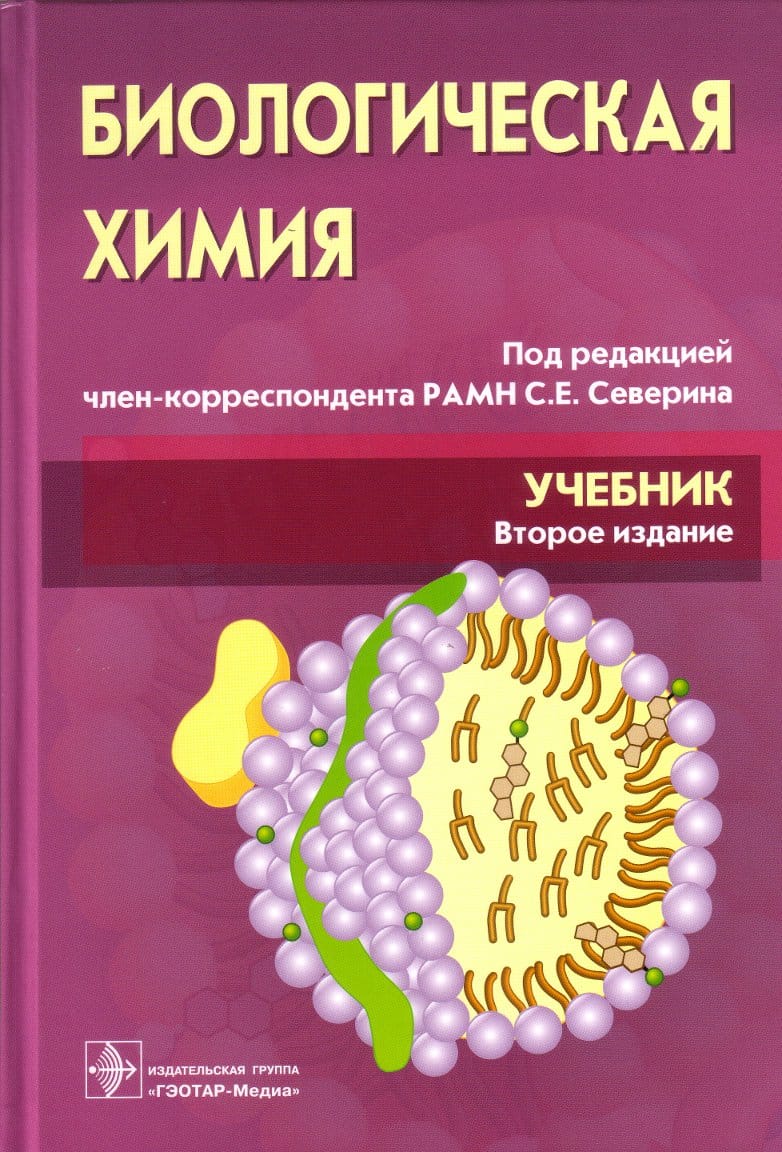 БИОЛОГИЧЕСКАЯ
ХИМИЯ
Под редакцией
член-корреспондента РАМН С.Е. Северина
УЧЕБНИК
Второе издание
ИЗДАТЕЛЬСКАЯ ГРУППА
«ГЭОТАР-Медиа»